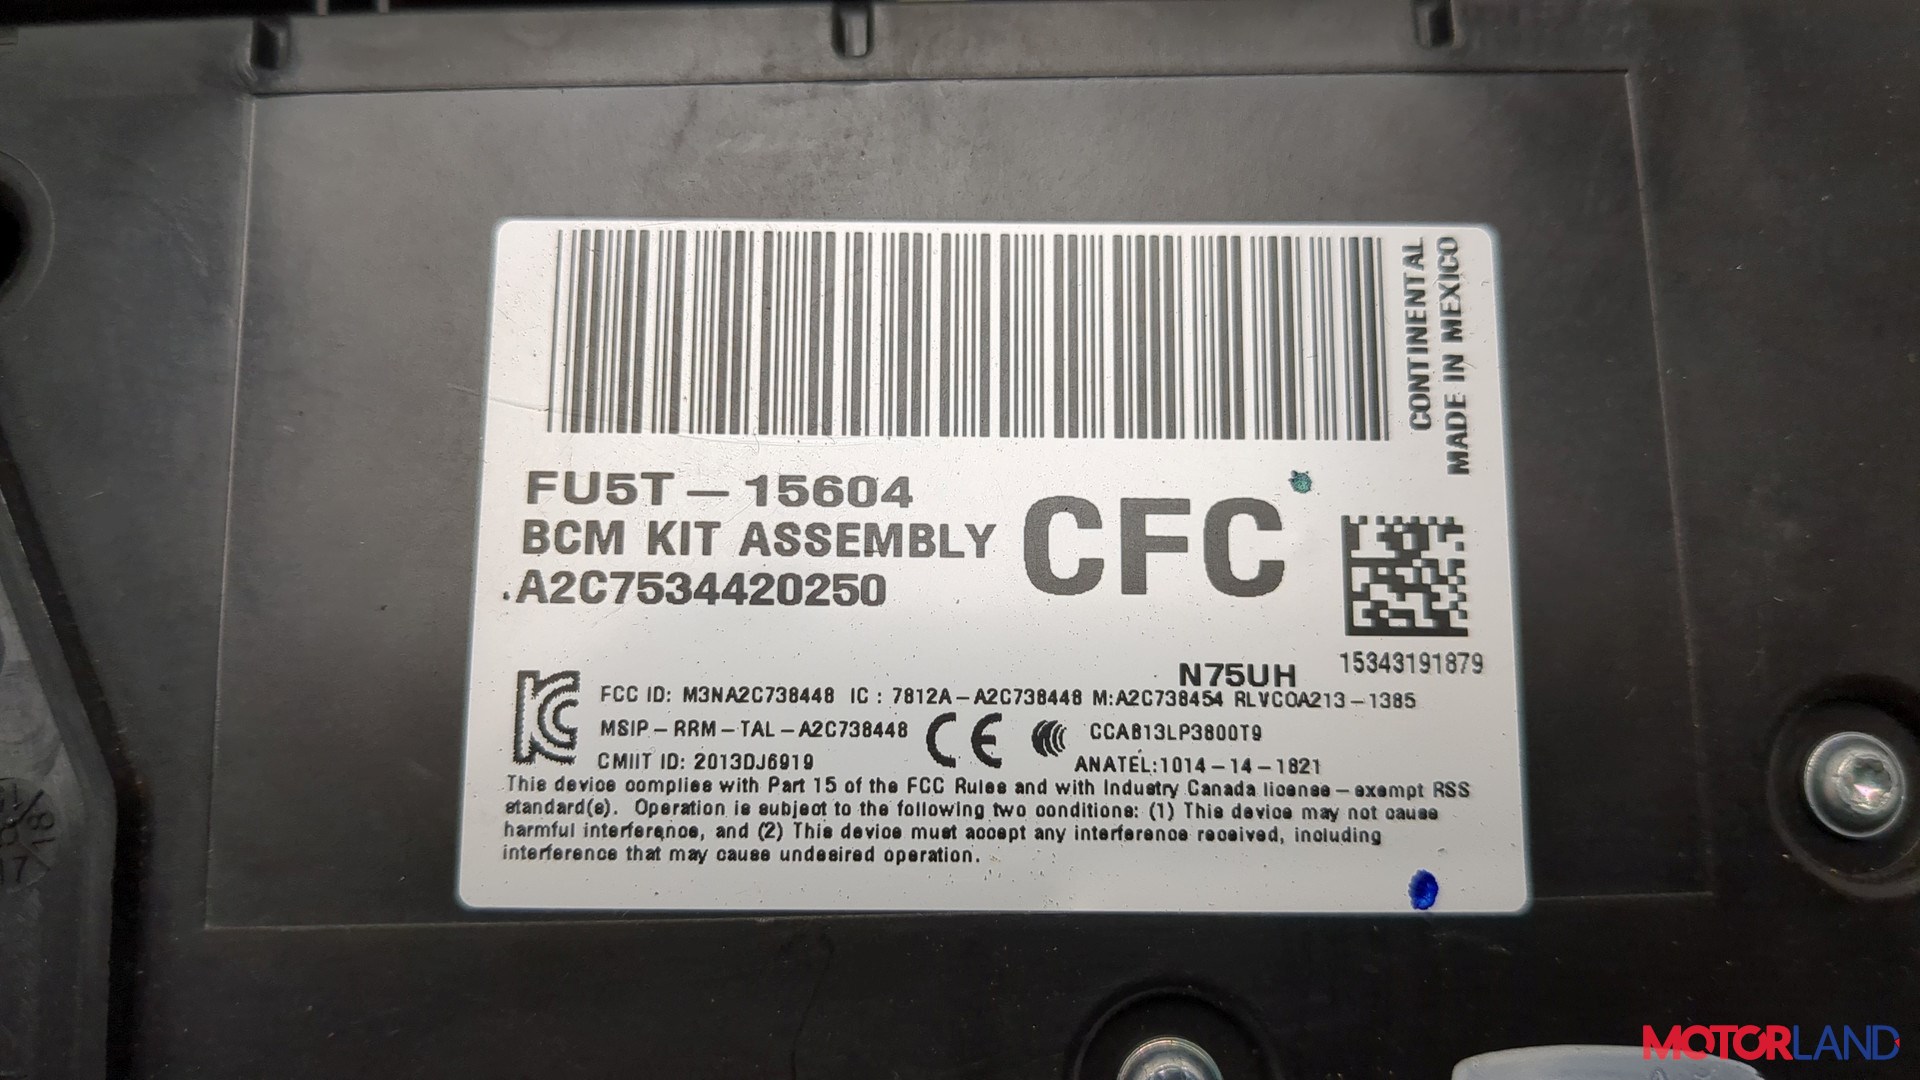 CONTINENTAL
MADE IN MEXICO
FU5T-15604
BCM KIT ASSEMBLY
A2C7534420250
CFC
15343191879
N75UH
FCC ID: M3NA2C738448 IC: 7812A-A2C738448 M:A2C738454 RLVCOA213-1385
MSIP-RRM-TAL-A2C738448
CE
CCAB13LP3800T9
CMIIT ID: 2013DJ6919
ANATEL:1014-14-1821
This device complies with Part 15 of the FCC Rules and with Industry Canada license-exempt RSS
standard(s). Operation is subject to the following two conditions: (1) This device may not cause
harmful interference, and (2) This device must accept any interference received, including
interference that may cause undesired operation.
MOTORLAND